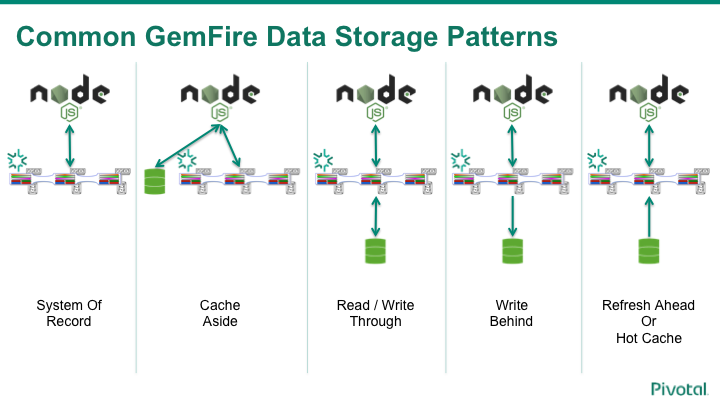 Common GemFire Data Storage Patterns
node
JS
node
JS
node
JS
node
JS
node
JS
System Of
Record
Cache
Aside
Read / Write
Through
Write
Behind
Refresh Ahead
Or
Hot Cache
Pivotal